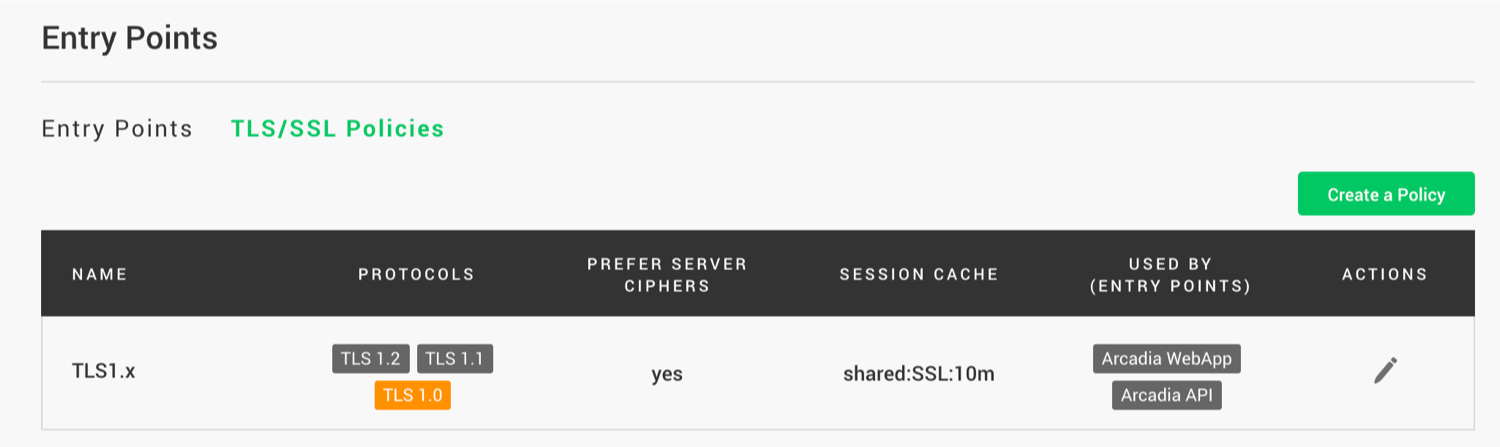 Entry Points
Entry Points TLS/SSL Policies
Create a Policy
NAME PROTOCOLS PREFER SERVER CIPHERS SESSION CACHE USED BY (ENTRY POINTS) ACTIONS
TLS1.x TLS 1.2 TLS 1.1 TLS 1.0 yes shared:SSL:10m Arcadia WebApp Arcadia API